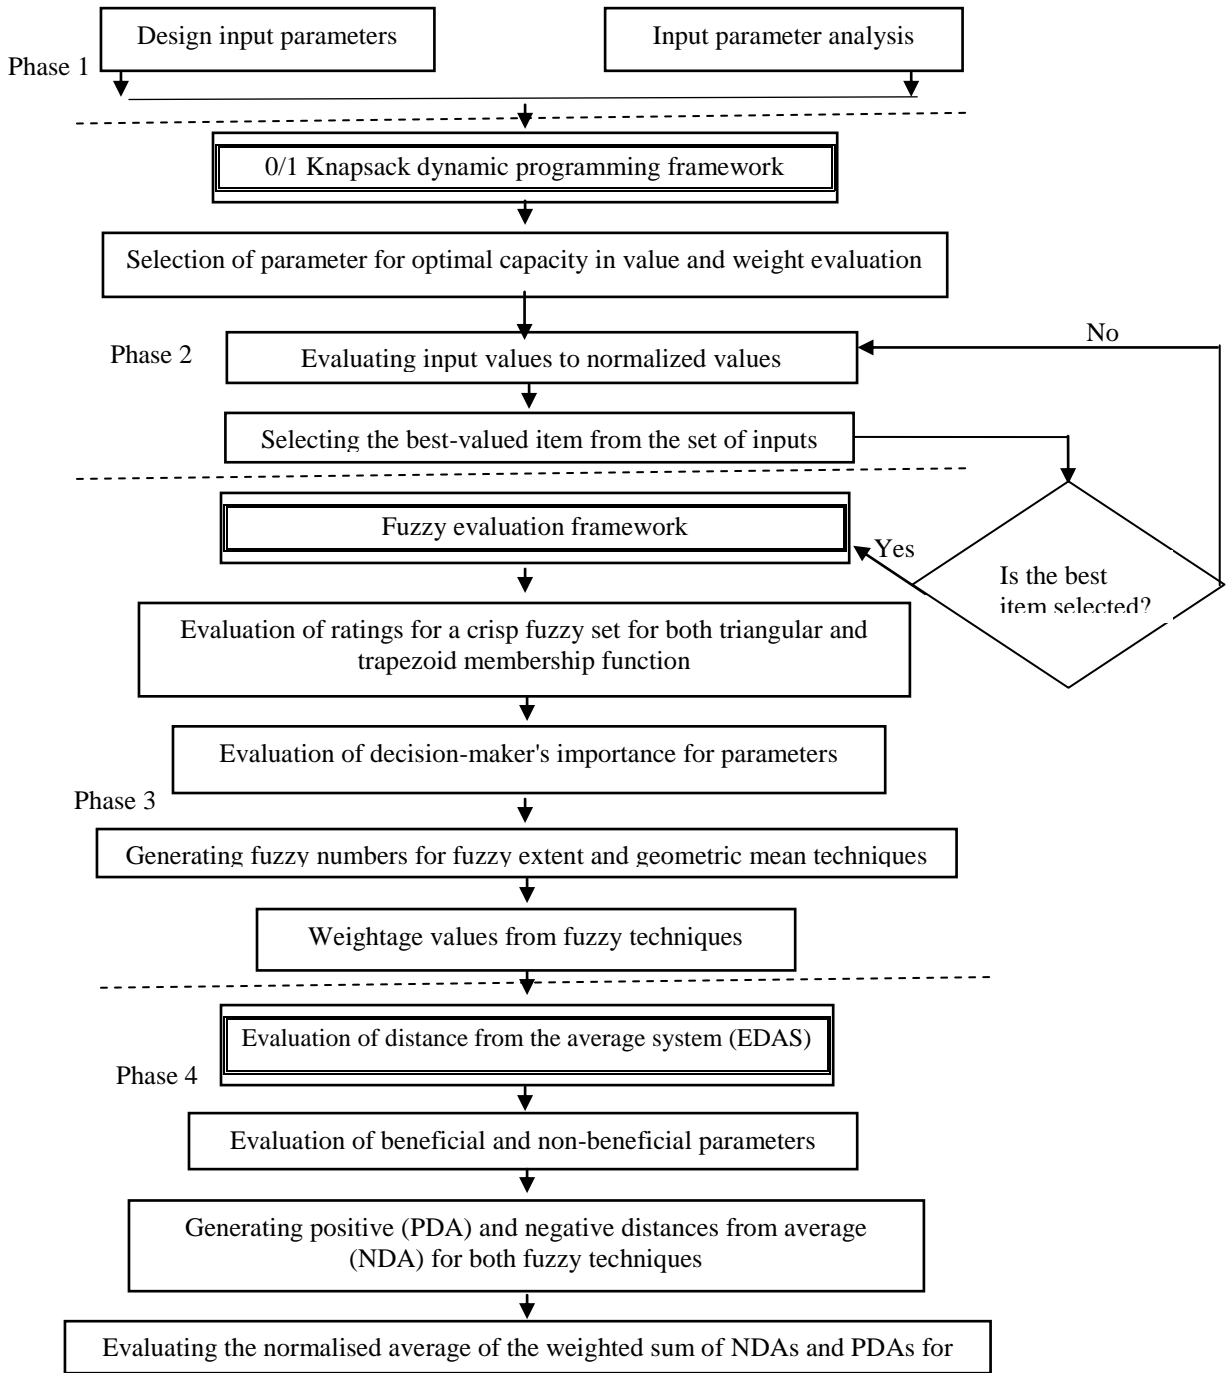 Design input parameters
Input parameter analysis
Phase 1
0/1 Knapsack dynamic programming framework
Selection of parameter for optimal capacity in value and weight evaluation
No
Phase 2
Evaluating input values to normalized values
Selecting the best-valued item from the set of inputs
Fuzzy evaluation framework
Yes
Is the best
item selected?
Evaluation of ratings for a crisp fuzzy set for both triangular and
trapezoid membership function
Evaluation of decision-maker's importance for parameters
Phase 3
Generating fuzzy numbers for fuzzy extent and geometric mean techniques
Weightage values from fuzzy techniques
Evaluation of distance from the average system (EDAS)
Phase 4
Evaluation of beneficial and non-beneficial parameters
Generating positive (PDA) and negative distances from average
(NDA) for both fuzzy techniques
Evaluating the normalised average of the weighted sum of NDAs and PDAs for